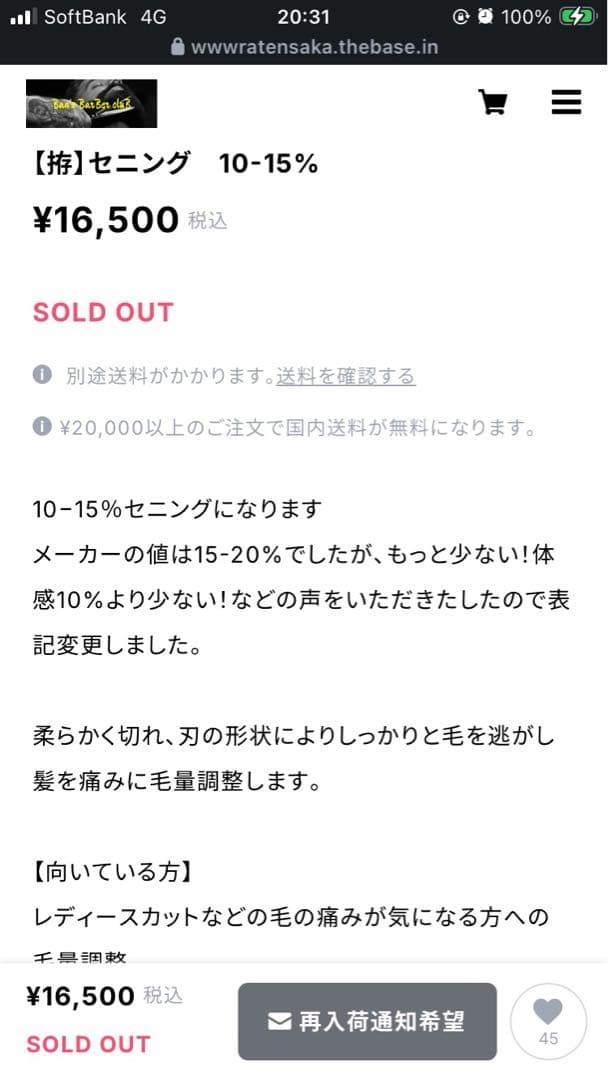 SoftBank 4G 20:31 100%
wwwratensaka.thebase.in
Baa's BarBer cluB
【拵】セニング 10-15%
¥16,500 税込
SOLD OUT
別途送料がかかります。送料を確認する
¥20,000以上のご注文で国内送料が無料になります。
10−15%セニングになります
メーカーの値は15-20%でしたが、もっと少ない！体
感10%より少ない！などの声をいただきたしたので表
記変更しました。
柔らかく切れ、刃の形状によりしっかりと毛を逃がし
髪を痛みに毛量調整します。
【向いている方】
レディースカットなどの毛の痛みが気になる方への
毛量調整
¥16,500 税込
SOLD OUT
再入荷通知希望
45